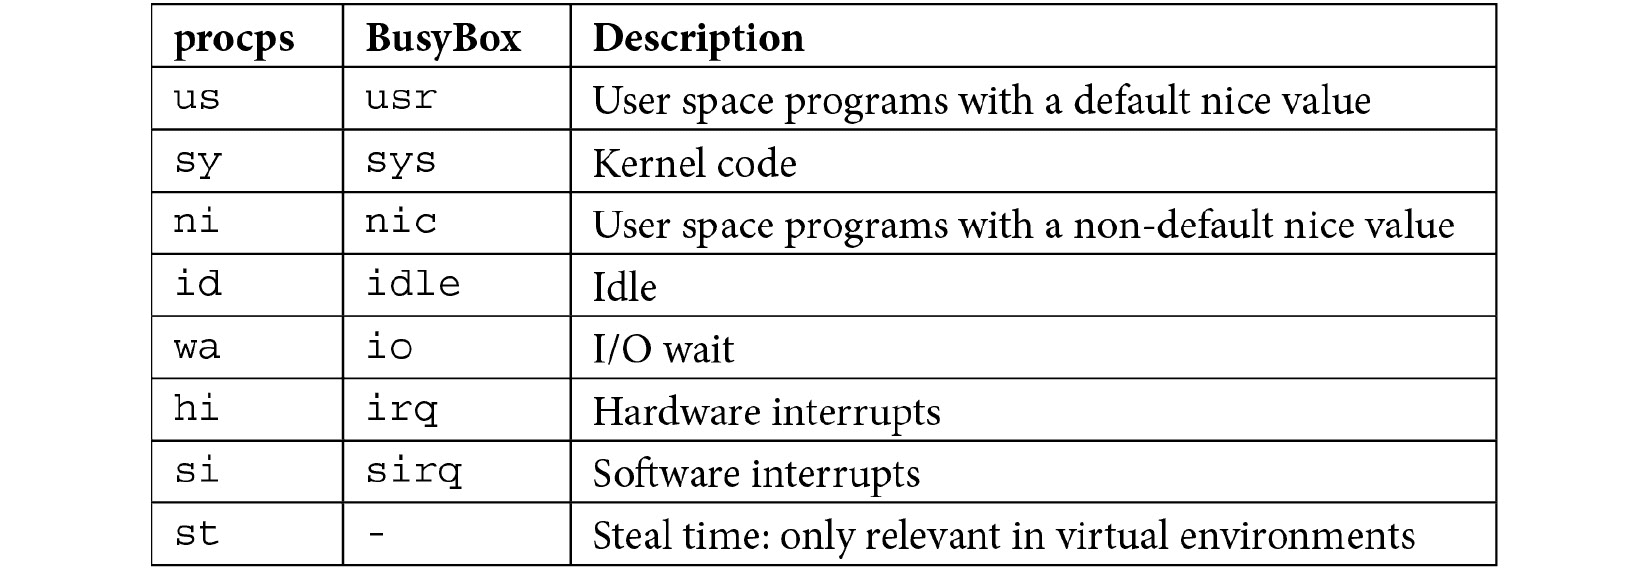 procps BusyBox Description
us usr User space programs with a default nice value
sy sys Kernel code
ni nic User space programs with a non-default nice value
id idle Idle
wa io I/O wait
hi irq Hardware interrupts
si sirq Software interrupts
st - Steal time: only relevant in virtual environments